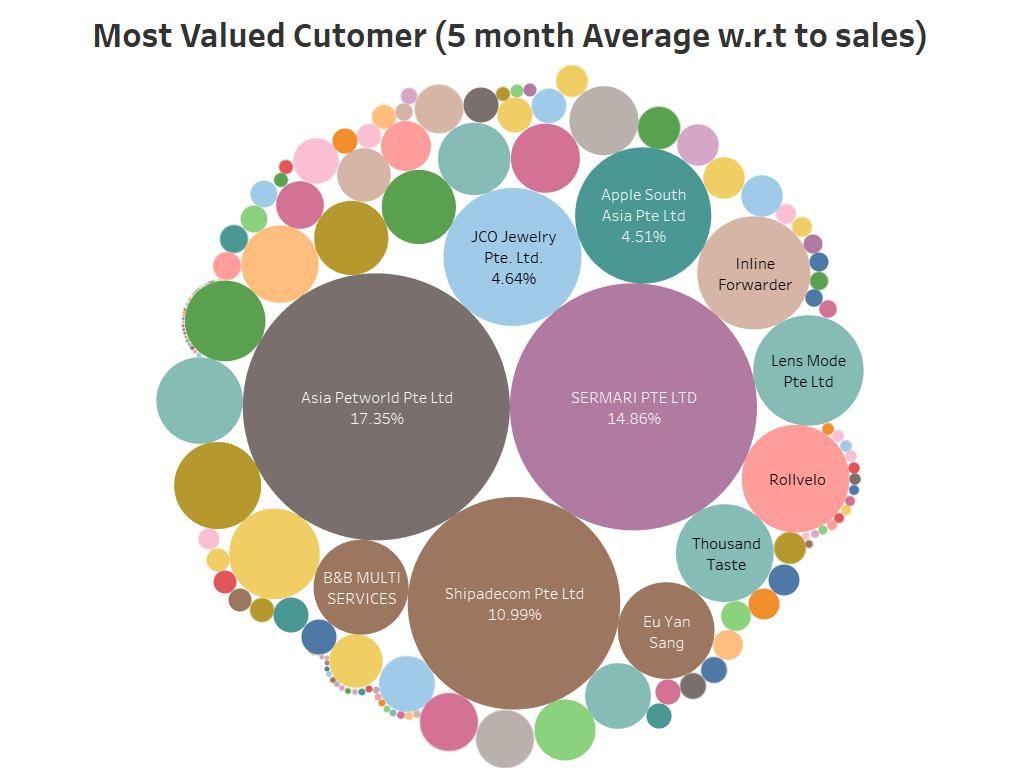 Most Valued Cutomer (5 month Average w.r.t to sales)
Apple South
Asia Pte Ltd
4.51%
JCO Jewelry
Pte. Ltd.
4.64%
Inline
Forwarder
Lens Mode
Pte Ltd
Asia Petworld Pte Ltd
17.35%
SERMARI PTE LTD
14.86%
Rollvelo
Thousand
Taste
B&B MULTI
SERVICES
Shipadecom Pte Ltd
10.99%
Eu Yan
Sang